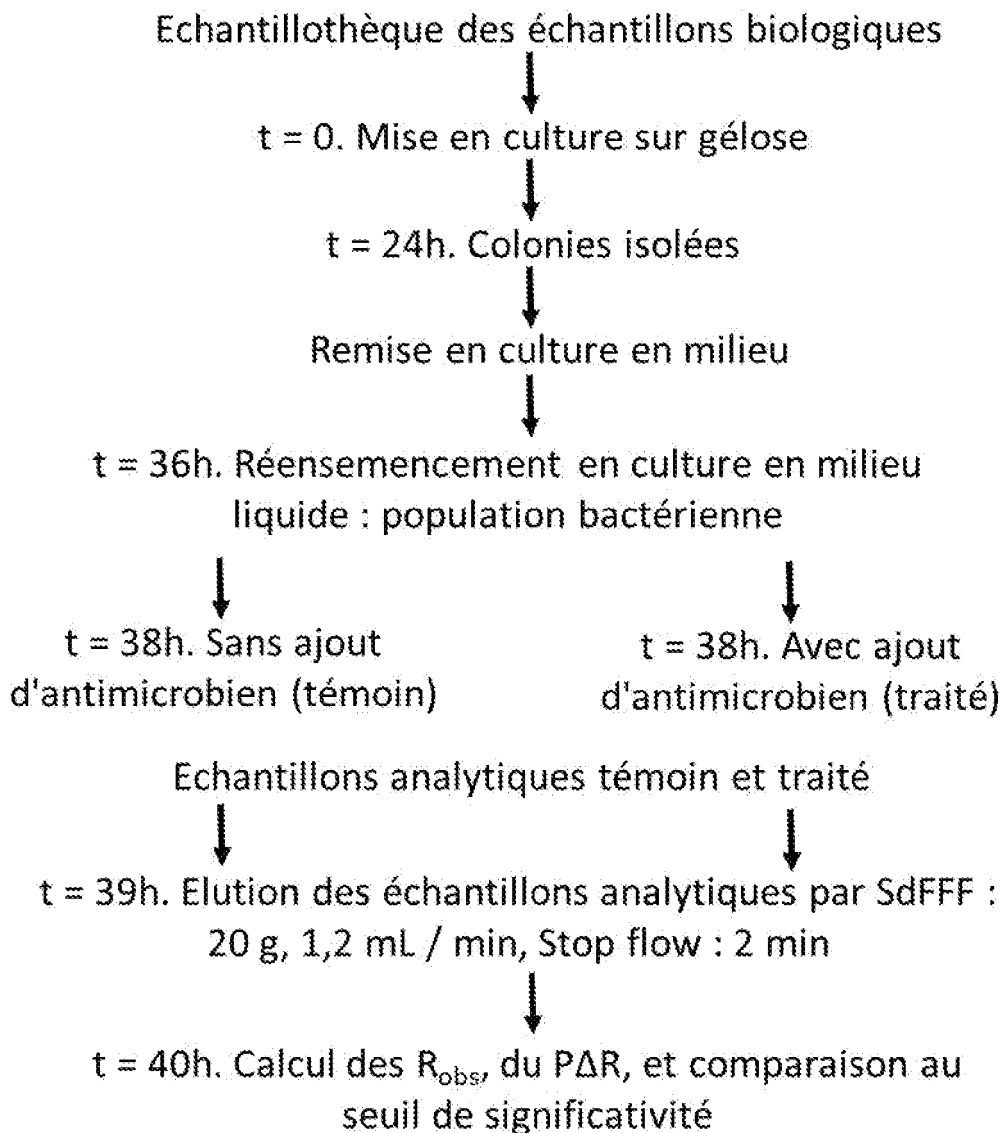 Echantillothèque des échantillons biologiques
t = 0. Mise en culture sur gélose
t = 24h. Colonies isolées
Remise en culture en milieu
t = 36h. Réensemencement en culture en milieu
liquide : population bactérienne
t = 38h. Sans ajout
d'antimicrobien (témoin)
t = 38h. Avec ajout
d'antimicrobien (traité)
Echantillons analytiques témoin et traité
t = 39h. Elution des échantillons analytiques par SdFFF :
20 g, 1,2 mL / min, Stop flow : 2 min
t = 40h. Calcul des Robs, du PΔR, et comparaison au
seuil de significativité